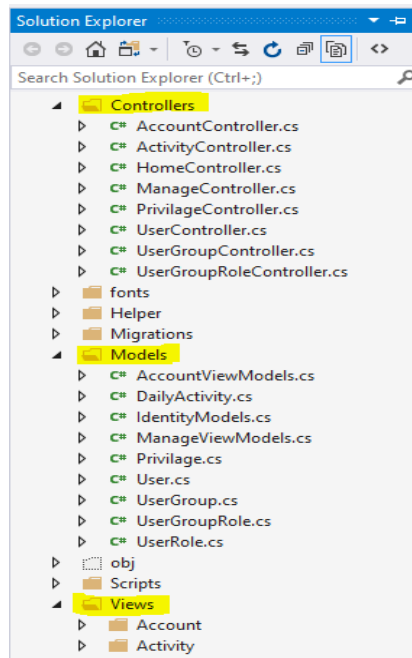 Solution Explorer
Search Solution Explorer (Ctrl+;)
Controllers
C# AccountController.cs
C# ActivityController.cs
C# HomeController.cs
C# ManageController.cs
C# PrivilageController.cs
C# UserController.cs
C# UserGroupController.cs
C# UserGroupRoleController.cs
fonts
Helper
Migrations
Models
C# AccountViewModels.cs
C# DailyActivity.cs
C# IdentityModels.cs
C# ManageViewModels.cs
C# Privilage.cs
C# User.cs
C# UserGroup.cs
C# UserGroupRole.cs
C# UserRole.cs
obj
Scripts
Views
Account
Activity